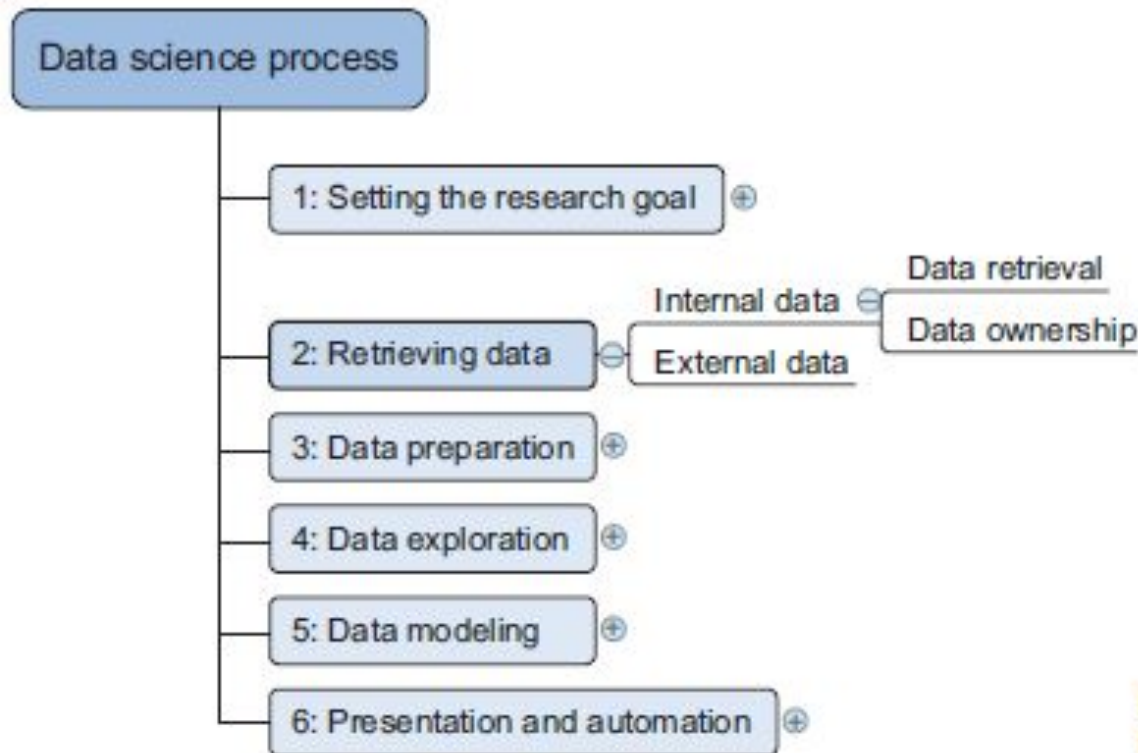 Data science process
1: Setting the research goal
2: Retrieving data
Internal data
Data retrieval
Data ownership
External data
3: Data preparation
4: Data exploration
5: Data modeling
6: Presentation and automation